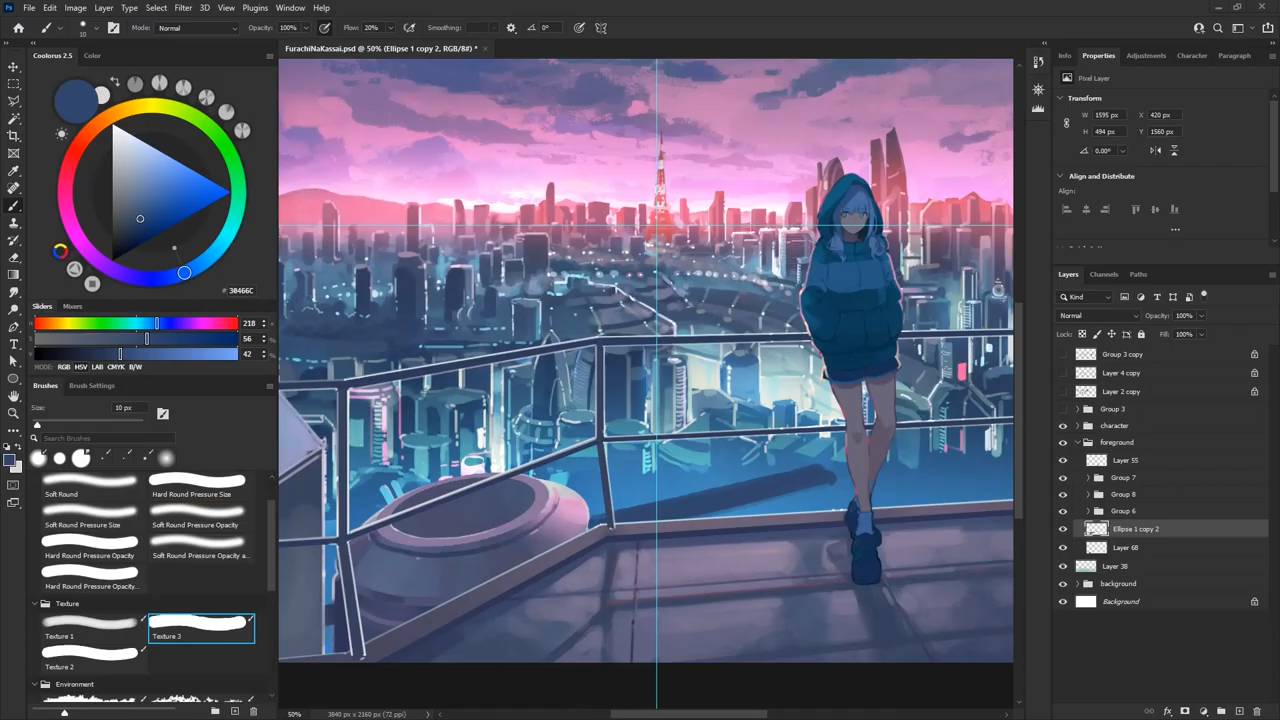 File Edit Image Layer Type Select Filter 3D View Plugins Window Help
10 Mode: Normal Opacity: 100% Flow: 20% Smoothing: 0°
Coolorus 2.5 Color
FurachiNaKassai.psd @ 50% (Ellipse 1 copy 2, RGB/8#) * ×
Info Properties Adjustments Character Paragraph
Pixel Layer
Transform
W 1595 px X 420 px
H 494 px Y 1560 px
0.00°
Align and Distribute
Align:
# 30466C
Sliders Mixers
H 218
S 56
V 42
MODE: RGB HSV LAB CMYK B/W
Brushes Brush Settings
Size: 10 px
Search Brushes
Soft Round Hard Round Pressure Size
Soft Round Pressure Size Soft Round Pressure Opacity
Hard Round Pressure Opacity Soft Round Pressure Opacity a...
Hard Round Pressure Opacity...
Texture
Texture 1 Texture 3
Texture 2
Environment
Layers Channels Paths
Kind
Normal Opacity: 100%
Lock: Fill: 100%
Group 3 copy
Layer 4 copy
Layer 2 copy
Group 3
character
foreground
Layer 55
Group 7
Group 8
Group 6
Ellipse 1 copy 2
Layer 68
Layer 38
background
Background
50% 3840 px x 2160 px (72 ppi)